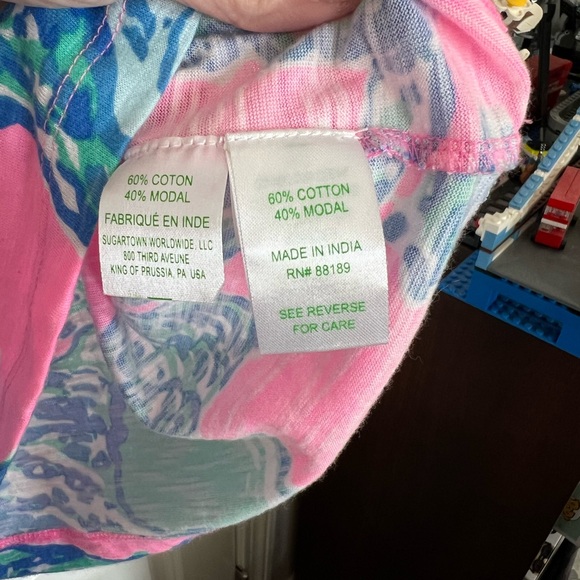 60% COTON
40% MODAL
FABRIQUÉ EN INDE
SUGARTOWN WORLDWIDE, LLC
800 THIRD AVEUNE
KING OF PRUSSIA, PA USA
60% COTTON
40% MODAL
MADE IN INDIA
RN# 88189
SEE REVERSE
FOR CARE